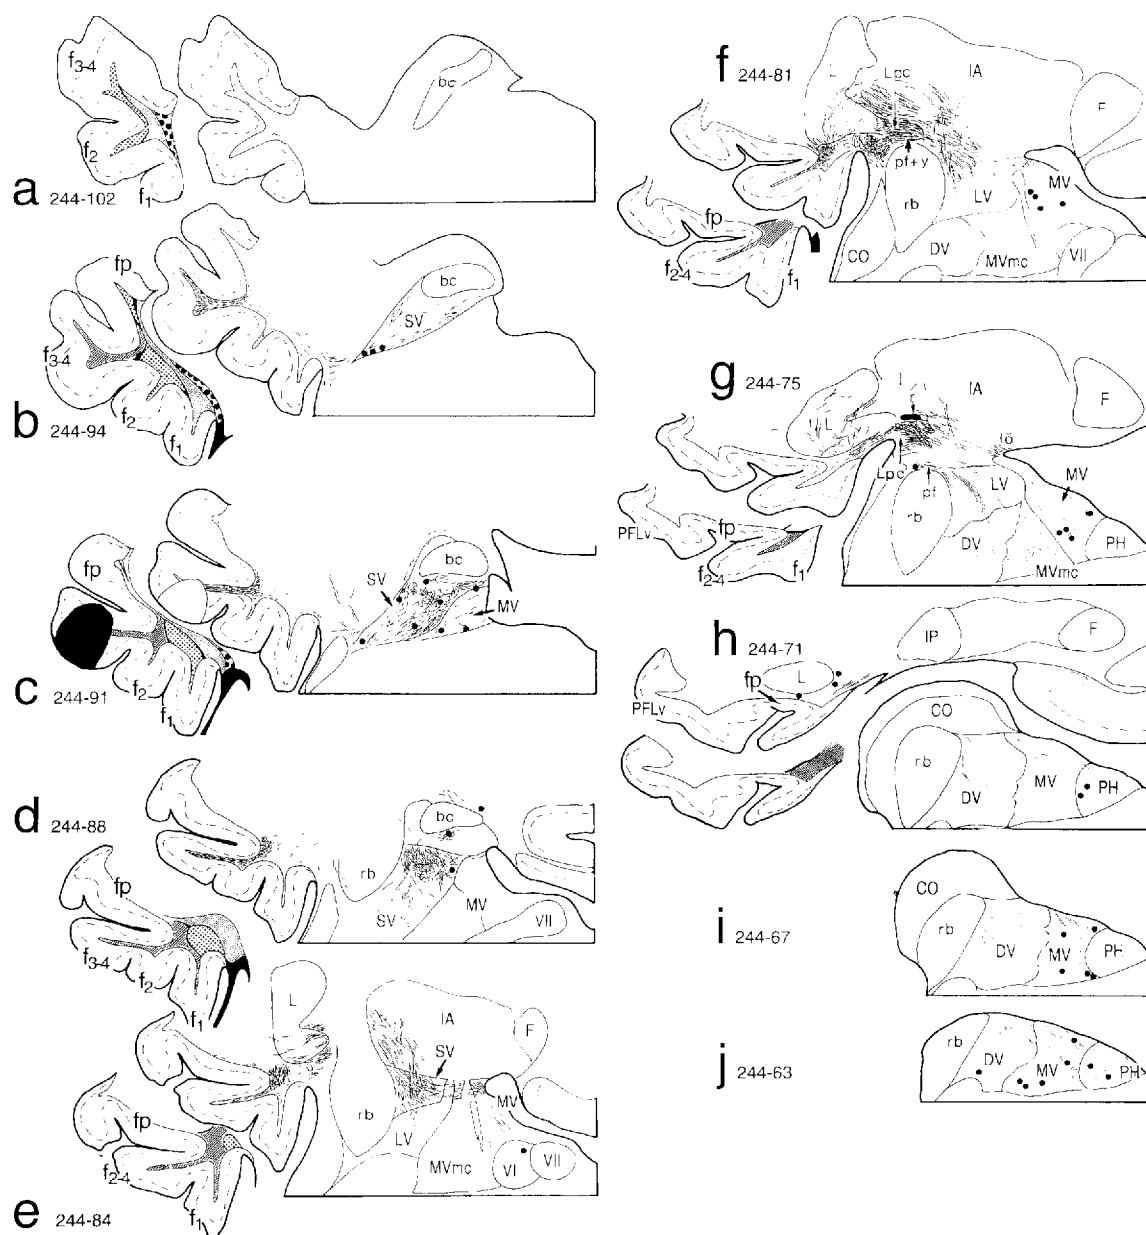 f3-4
f2
f1
bc
a 244-102
fp
f3-4
f2
f1
bc
SV
b 244-94
fp
f2
f1
SV
bc
MV
c 244-91
d 244-88
bc
rb
SV
MV
VII
fp
f3-4
f2
f1
L
IA
F
SV
rb
LV
MV
MVmc
VI
VII
fp
f2-4
f1
e 244-84
f 244-81
L
Lpc
IA
F
pf+y
rb
LV
MV
CO
DV
MVmc
VII
fp
f2-4
f1
g 244-75
L
IA
F
Lpc
pf
rb
LV
MV
DV
MVmc
PH
PFLv
fp
f2-4
f1
h 244-71
IP
F
L
fp
PFLv
CO
rb
DV
MV
PH
i 244-67
CO
rb
DV
MV
PH
j 244-63
rb
DV
MV
PH